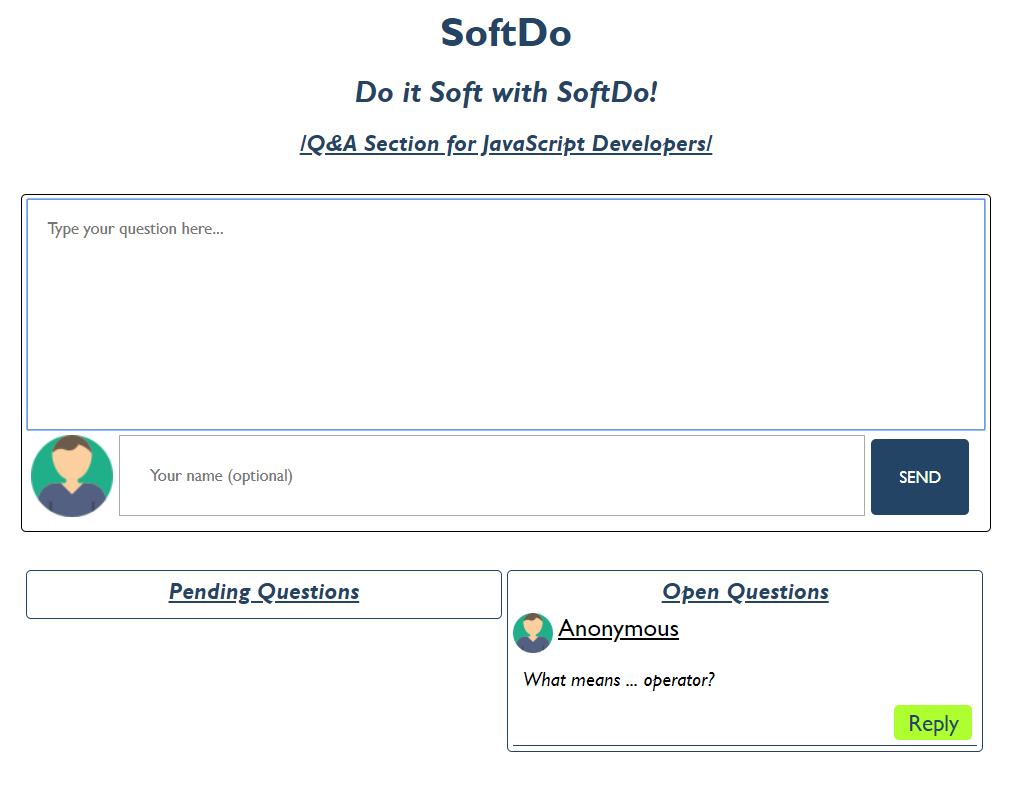 SoftDo
Do it Soft with SoftDo!
/Q&A Section for JavaScript Developers/
Type your question here...
Your name (optional)
SEND
Pending Questions
Open Questions
Anonymous
What means ... operator?
Reply